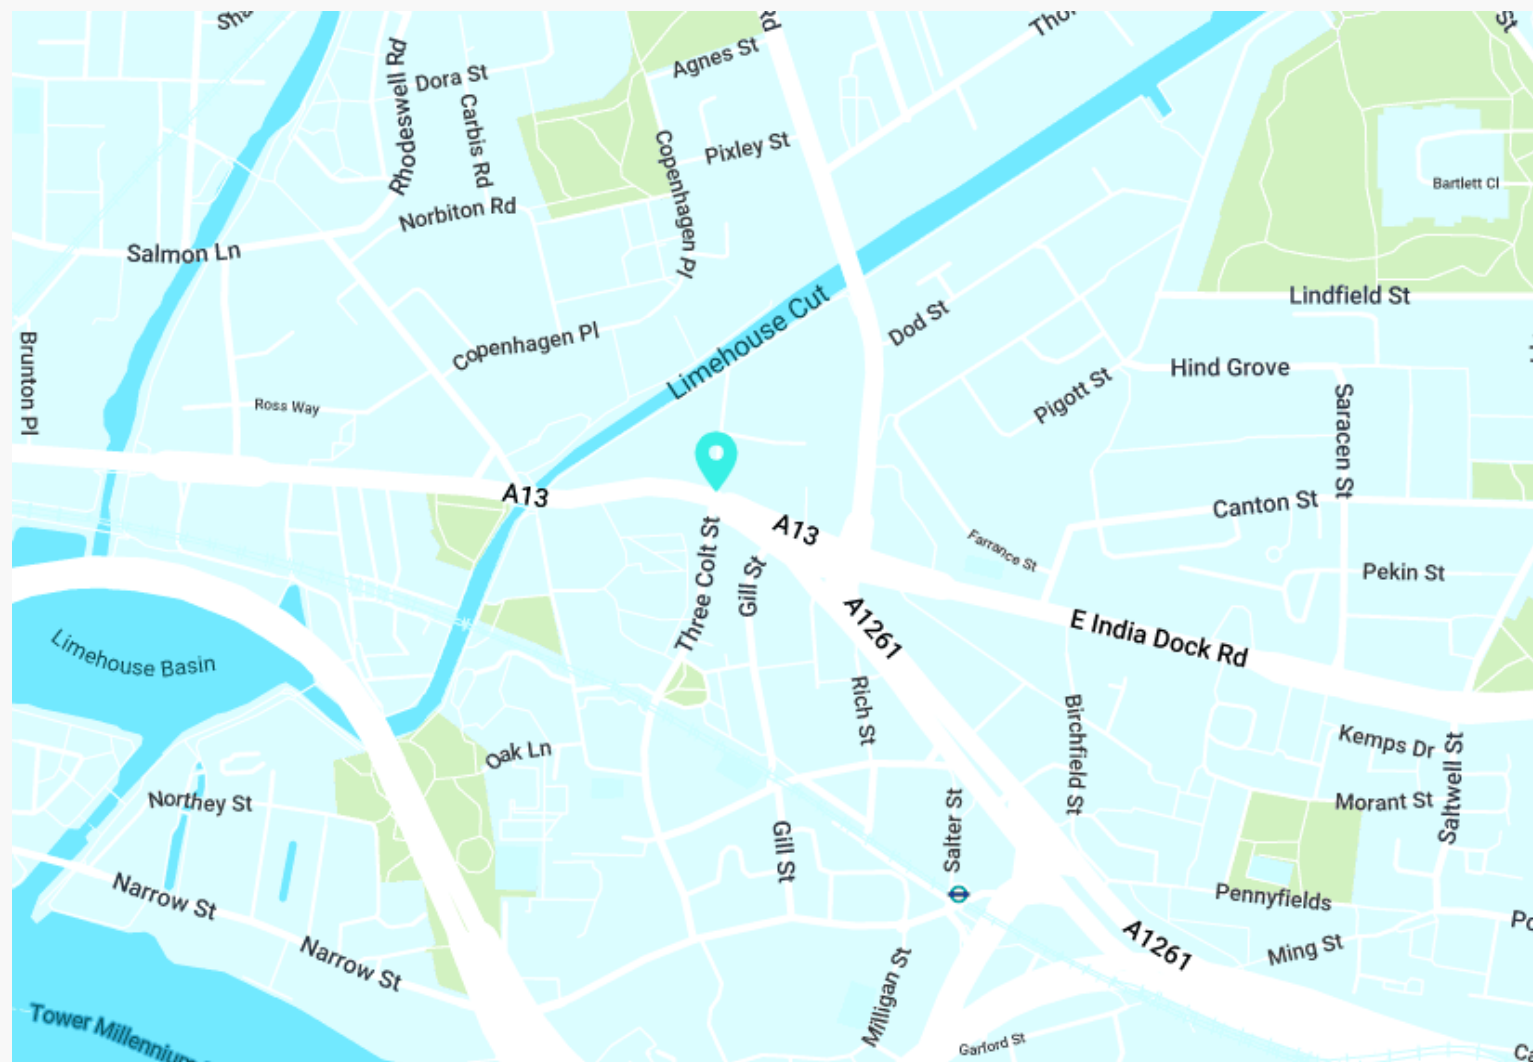 Rd
St
Agnes St
Dora St
Rhodeswell Rd
Carbis Rd
Pixley St
Copenhagen Pl
Bartlett Cl
Norbiton Rd
Salmon Ln
Lindfield St
Limehouse Cut
Dod St
Copenhagen Pl
Brunton Pl
Hind Grove
Pigott St
Saracen St
Ross Way
A13
Canton St
A13
Three Colt St
Gill St
Farrance St
Pekin St
A1261
E India Dock Rd
Limehouse Basin
Rich St
Birchfield St
Oak Ln
Kemps Dr
Saltwell St
Northey St
Morant St
Salter St
Gill St
Narrow St
Pennyfields
A1261
Ming St
Narrow St
Milligan St
Tower Millennium
Garford St